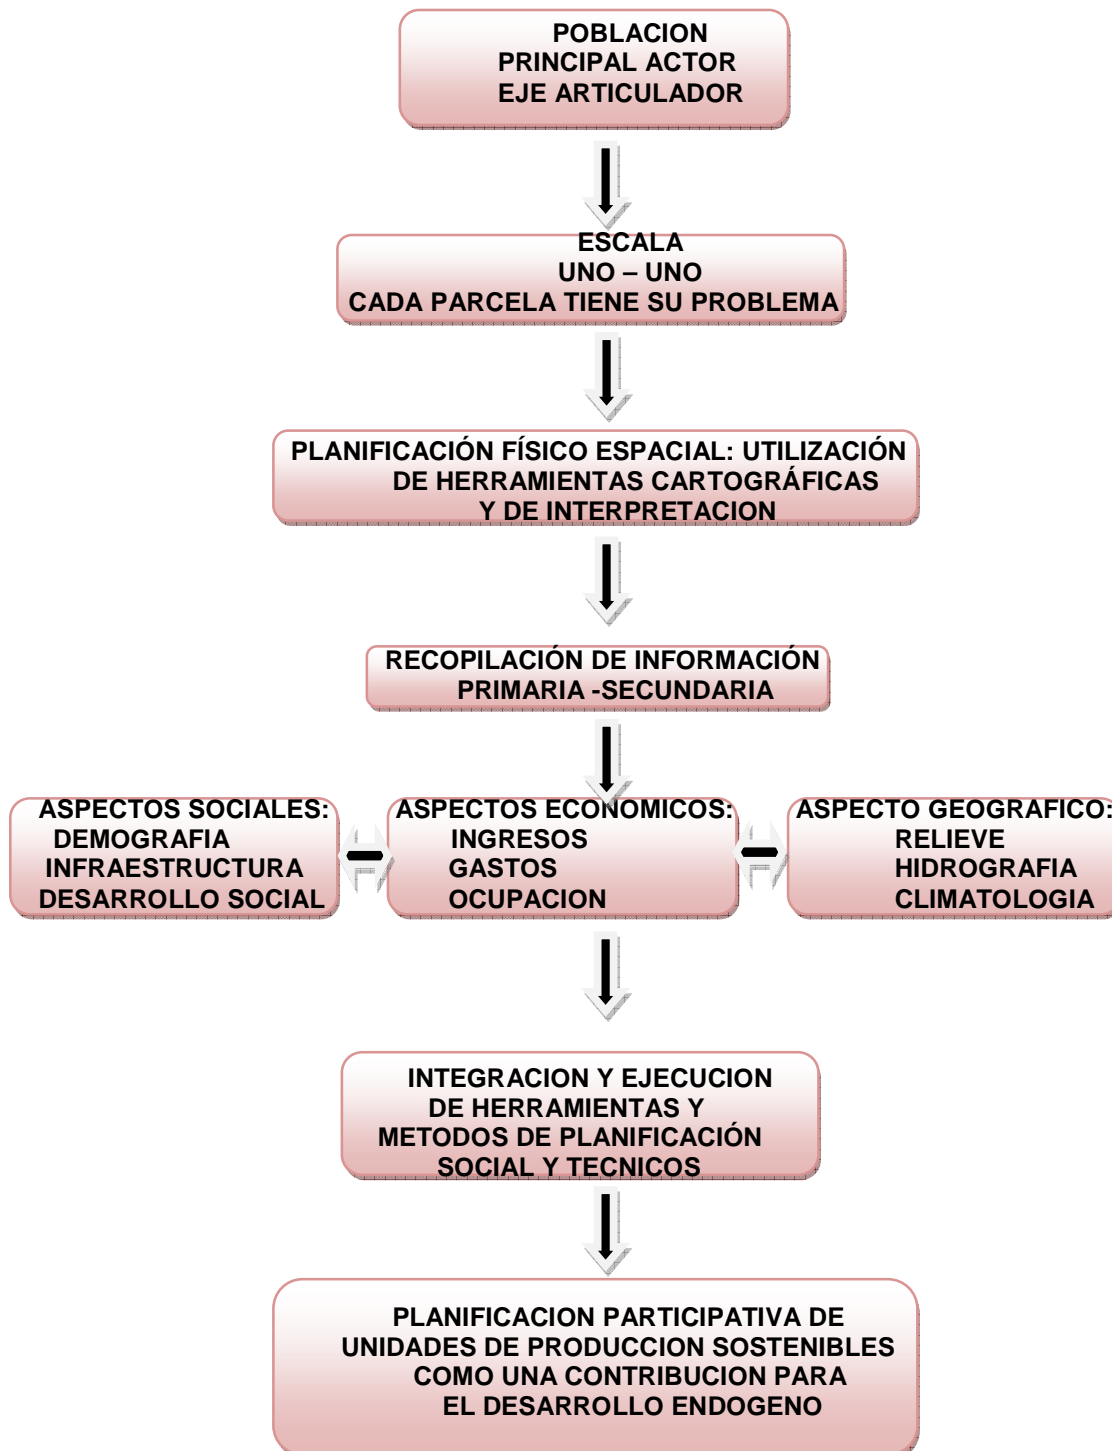 POBLACION
PRINCIPAL ACTOR
EJE ARTICULADOR
ESCALA
UNO – UNO
CADA PARCELA TIENE SU PROBLEMA
PLANIFICACIÓN FÍSICO ESPACIAL: UTILIZACIÓN
DE HERRAMIENTAS CARTOGRÁFICAS
Y DE INTERPRETACION
RECOPILACIÓN DE INFORMACIÓN
PRIMARIA -SECUNDARIA
ASPECTOS SOCIALES:
DEMOGRAFIA
INFRAESTRUCTURA
DESARROLLO SOCIAL
ASPECTOS ECONOMICOS:
INGRESOS
GASTOS
OCUPACION
ASPECTO GEOGRAFICO:
RELIEVE
HIDROGRAFIA
CLIMATOLOGIA
INTEGRACION Y EJECUCION
DE HERRAMIENTAS Y
METODOS DE PLANIFICACIÓN
SOCIAL Y TECNICOS
PLANIFICACION PARTICIPATIVA DE
UNIDADES DE PRODUCCION SOSTENIBLES
COMO UNA CONTRIBUCION PARA
EL DESARROLLO ENDOGENO